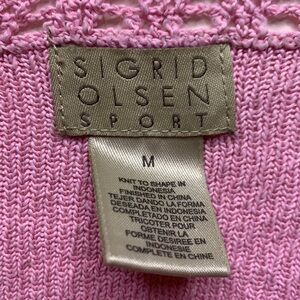 SIGRID
OLSEN
SPORT
M
KNIT TO SHAPE IN
INDONESIA
FINISHED IN CHINA
TEJER DANDO LA FORMA
DESEADA EN INDONESIA
COMPLETADO EN CHINA
TRICOTER POUR
OBTENIR LA
FORME DESIREE EN
INDONESIE
COMPLETE EN CHINE